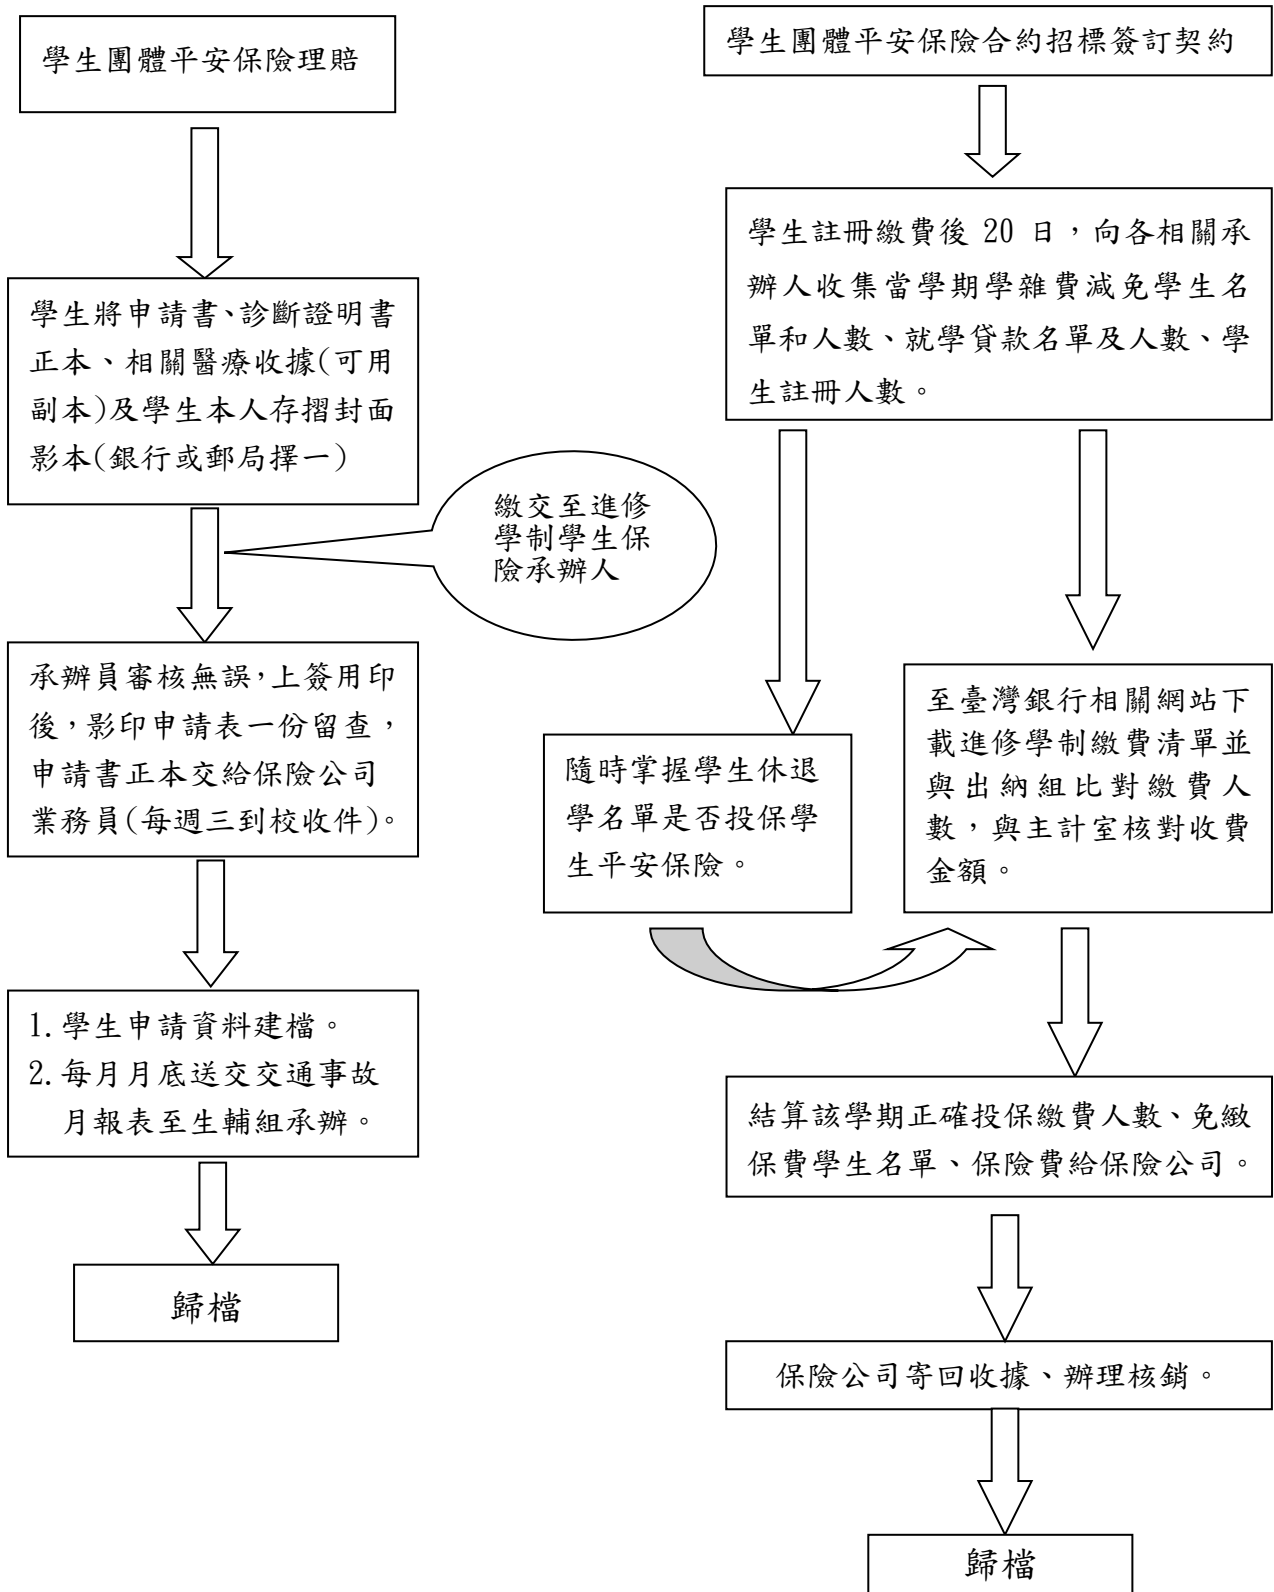 學生團體平安保險理賠
學生將申請書、診斷證明書
正本、相關醫療收據(可用
副本)及學生本人存摺封面
影本(銀行或郵局擇一)
繳交至進修
學制學生保
險承辦人
承辦員審核無誤,上簽用印
後,影印申請表一份留查,
申請書正本交給保險公司
業務員(每週三到校收件)。
1.學生申請資料建檔。
2.每月月底送交交通事故
月報表至生輔組承辦。
歸檔
學生團體平安保險合約招標簽訂契約
學生註冊繳費後 20 日,向各相關承
辦人收集當學期學雜費減免學生名
單和人數、就學貸款名單及人數、學
生註冊人數。
隨時掌握學生休退
學名單是否投保學
生平安保險。
至臺灣銀行相關網站下
載進修學制繳費清單並
與出納組比對繳費人
數,與主計室核對收費
金額。
結算該學期正確投保繳費人數、免緻
保費學生名單、保險費給保險公司。
保險公司寄回收據、辦理核銷。
歸檔